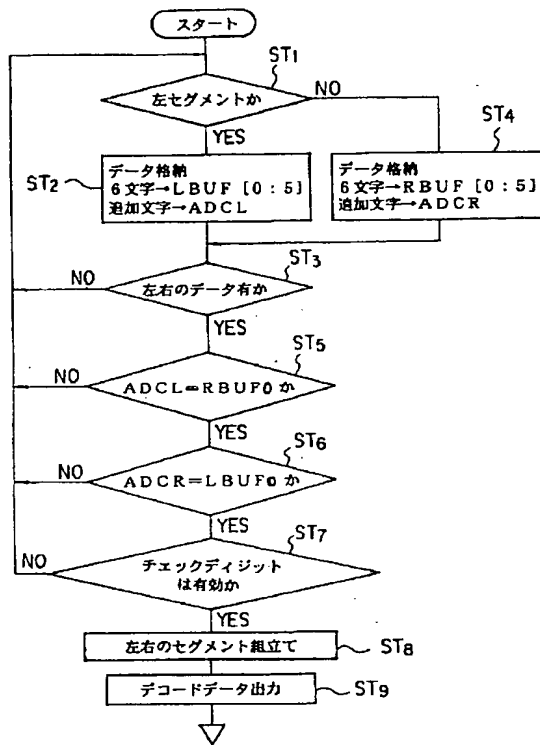 スタート
ST1
左セグメントか
NO
YES
ST2
データ格納
6文字→LBUF [0:5]
追加文字→ADCL
ST4
データ格納
6文字→RBUF [0:5]
追加文字→ADCR
ST3
NO
左右のデータ有か
YES
ST5
NO
ADCL=RBUF0か
YES
ST6
NO
ADCR=LBUF0か
YES
ST7
NO
チェックディジット
は有効か
YES
左右のセグメント組立て
ST8
デコードデータ出力
ST9